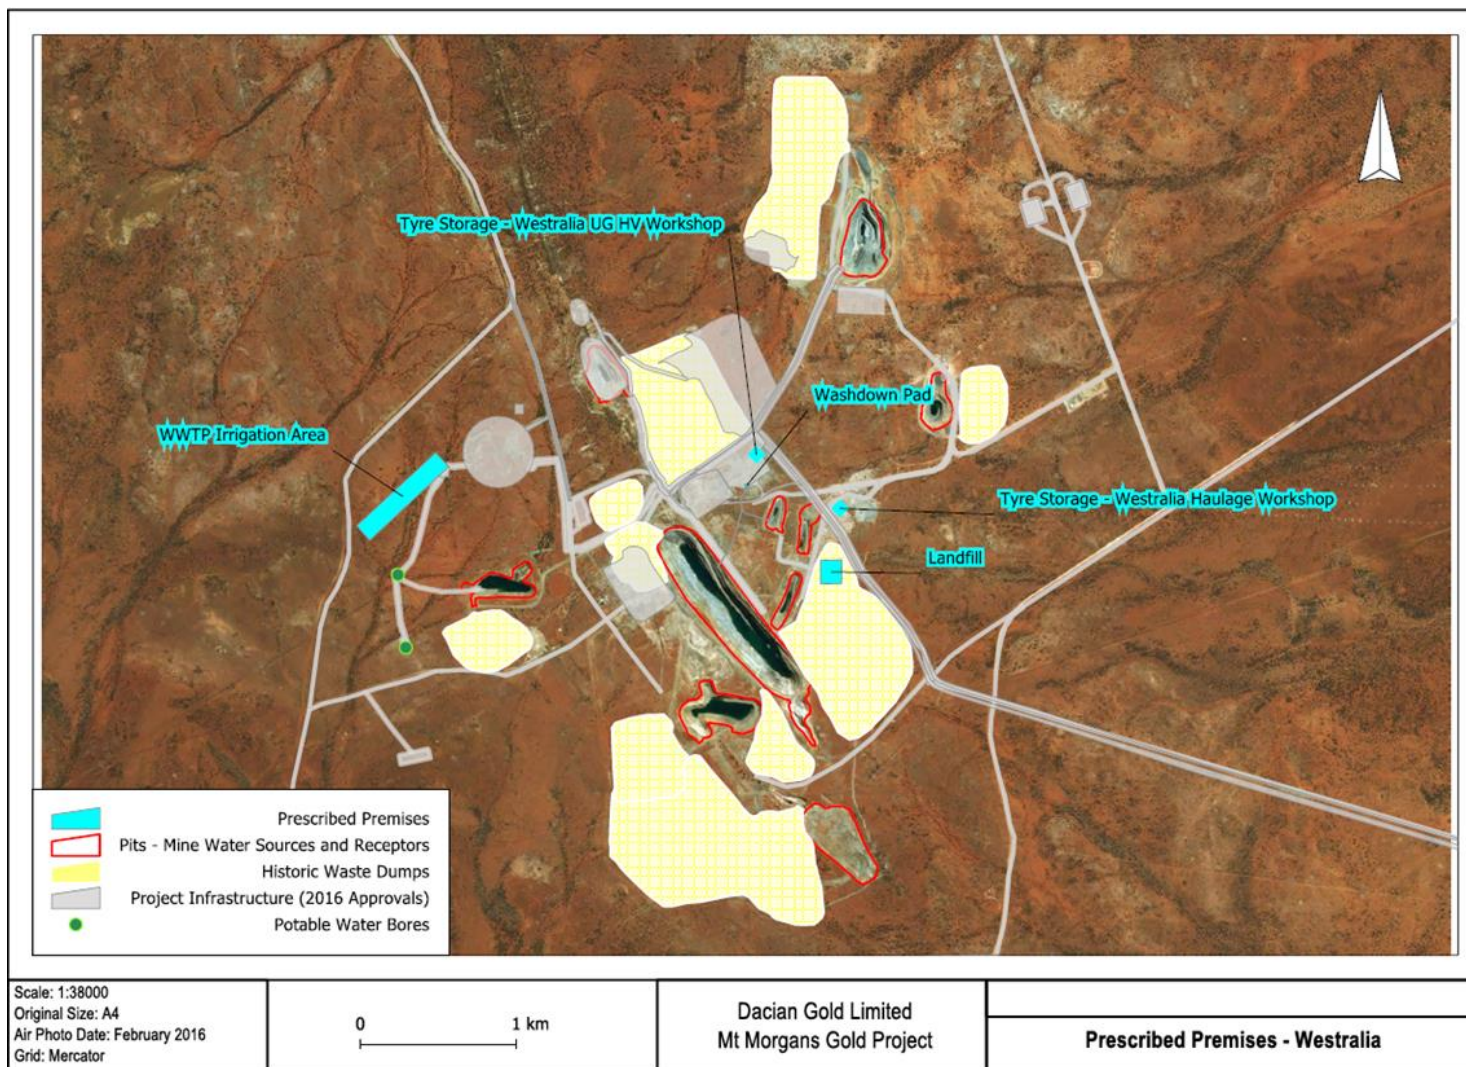 Tyre Storage - Westralia UG HV Workshop
Washdown Pad
WWTP Irrigation Area
Tyre Storage - Westralia Haulage Workshop
Landfill
Prescribed Premises
Pits - Mine Water Sources and Receptors
Historic Waste Dumps
Project Infrastructure (2016 Approvals)
Potable Water Bores
Scale: 1:38000
Original Size: A4
Air Photo Date: February 2016
Grid: Mercator
0 1 km
Dacian Gold Limited
Mt Morgans Gold Project
Prescribed Premises - Westralia